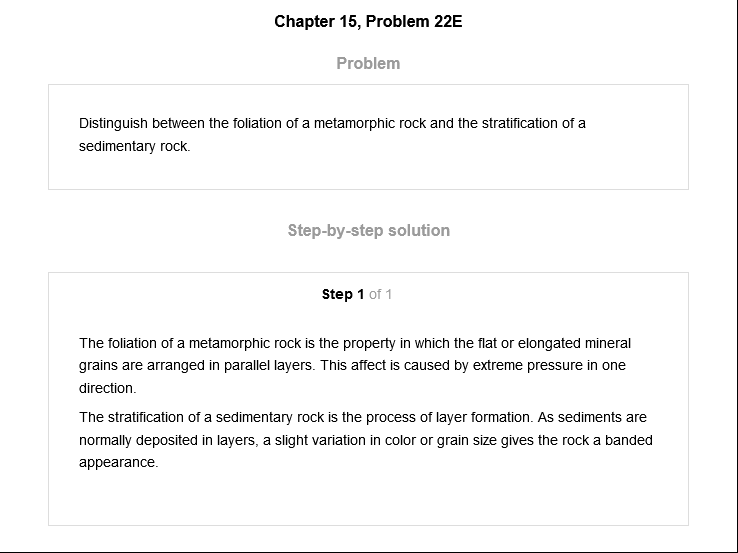 Chapter 15, Problem 22E
Problem
Distinguish between the foliation of a metamorphic rock and the stratification of a
sedimentary rock.
Step-by-step solution
Step 1 of 1
The foliation of a metamorphic rock is the property in which the flat or elongated mineral
grains are arranged in parallel layers. This affect is caused by extreme pressure in one
direction.
The stratification of a sedimentary rock is the process of layer formation. As sediments are
normally deposited in layers, a slight variation in color or grain size gives the rock a banded
appearance.